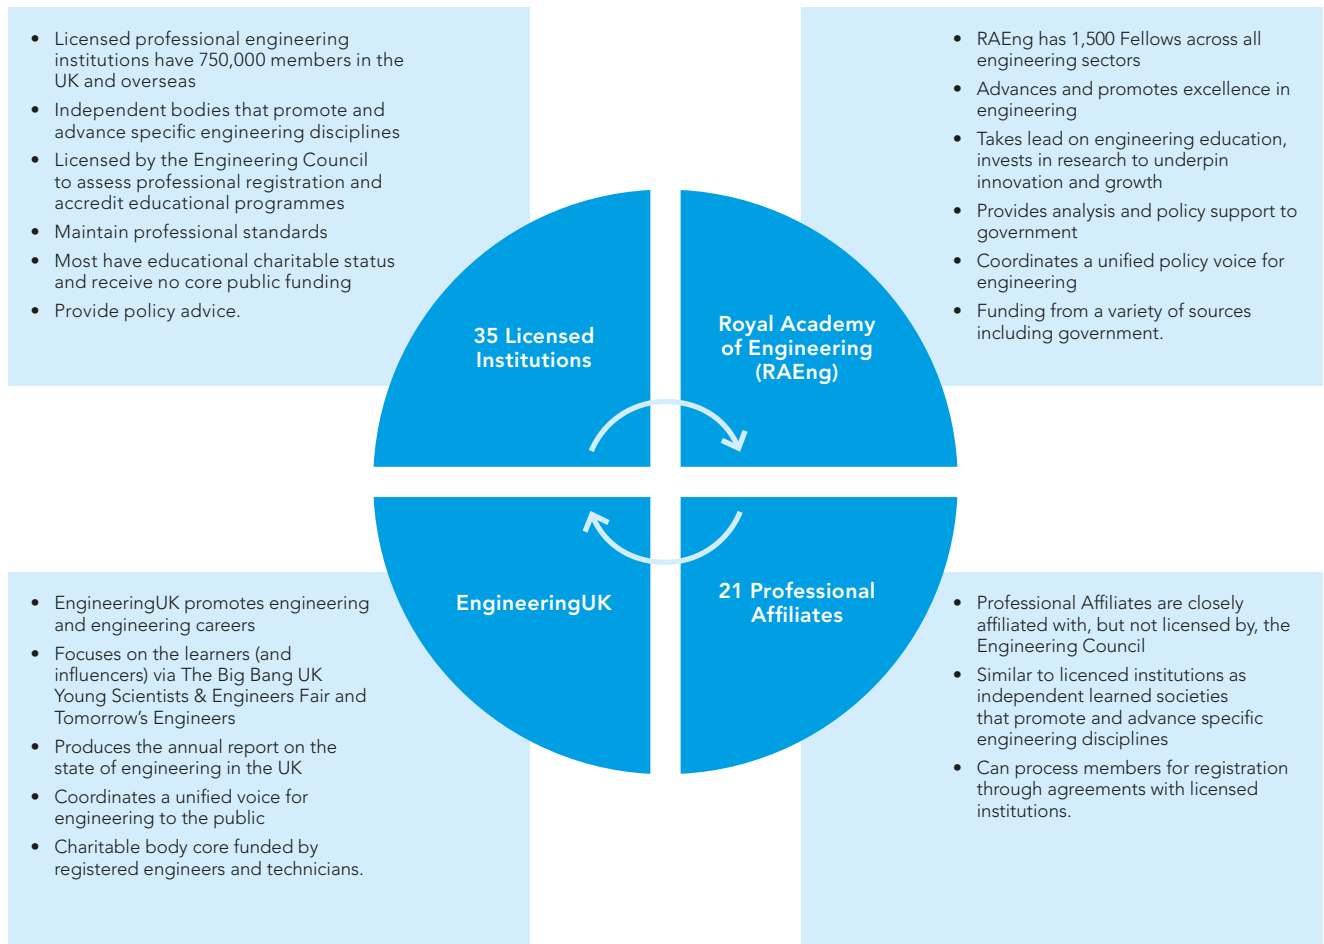 • Licensed professional engineering
institutions have 750,000 members in the
UK and overseas
• Independent bodies that promote and
advance specific engineering disciplines
• Licensed by the Engineering Council
to assess professional registration and
accredit educational programmes
• Maintain professional standards
• Most have educational charitable status
and receive no core public funding
• Provide policy advice.
• RAEng has 1,500 Fellows across all
engineering sectors
• Advances and promotes excellence in
engineering
• Takes lead on engineering education,
invests in research to underpin
innovation and growth
• Provides analysis and policy support to
government
• Coordinates a unified policy voice for
engineering
• Funding from a variety of sources
including government.
35 Licensed
Institutions
Royal Academy
of Engineering
(RAEng)
EngineeringUK
21 Professional
Affiliates
• EngineeringUK promotes engineering
and engineering careers
• Focuses on the learners (and
influencers) via The Big Bang UK
Young Scientists & Engineers Fair and
Tomorrow’s Engineers
• Produces the annual report on the
state of engineering in the UK
• Coordinates a unified voice for
engineering to the public
• Charitable body core funded by
registered engineers and technicians.
• Professional Affiliates are closely
affiliated with, but not licensed by, the
Engineering Council
• Similar to licenced institutions as
independent learned societies
that promote and advance specific
engineering disciplines
• Can process members for registration
through agreements with licensed
institutions.